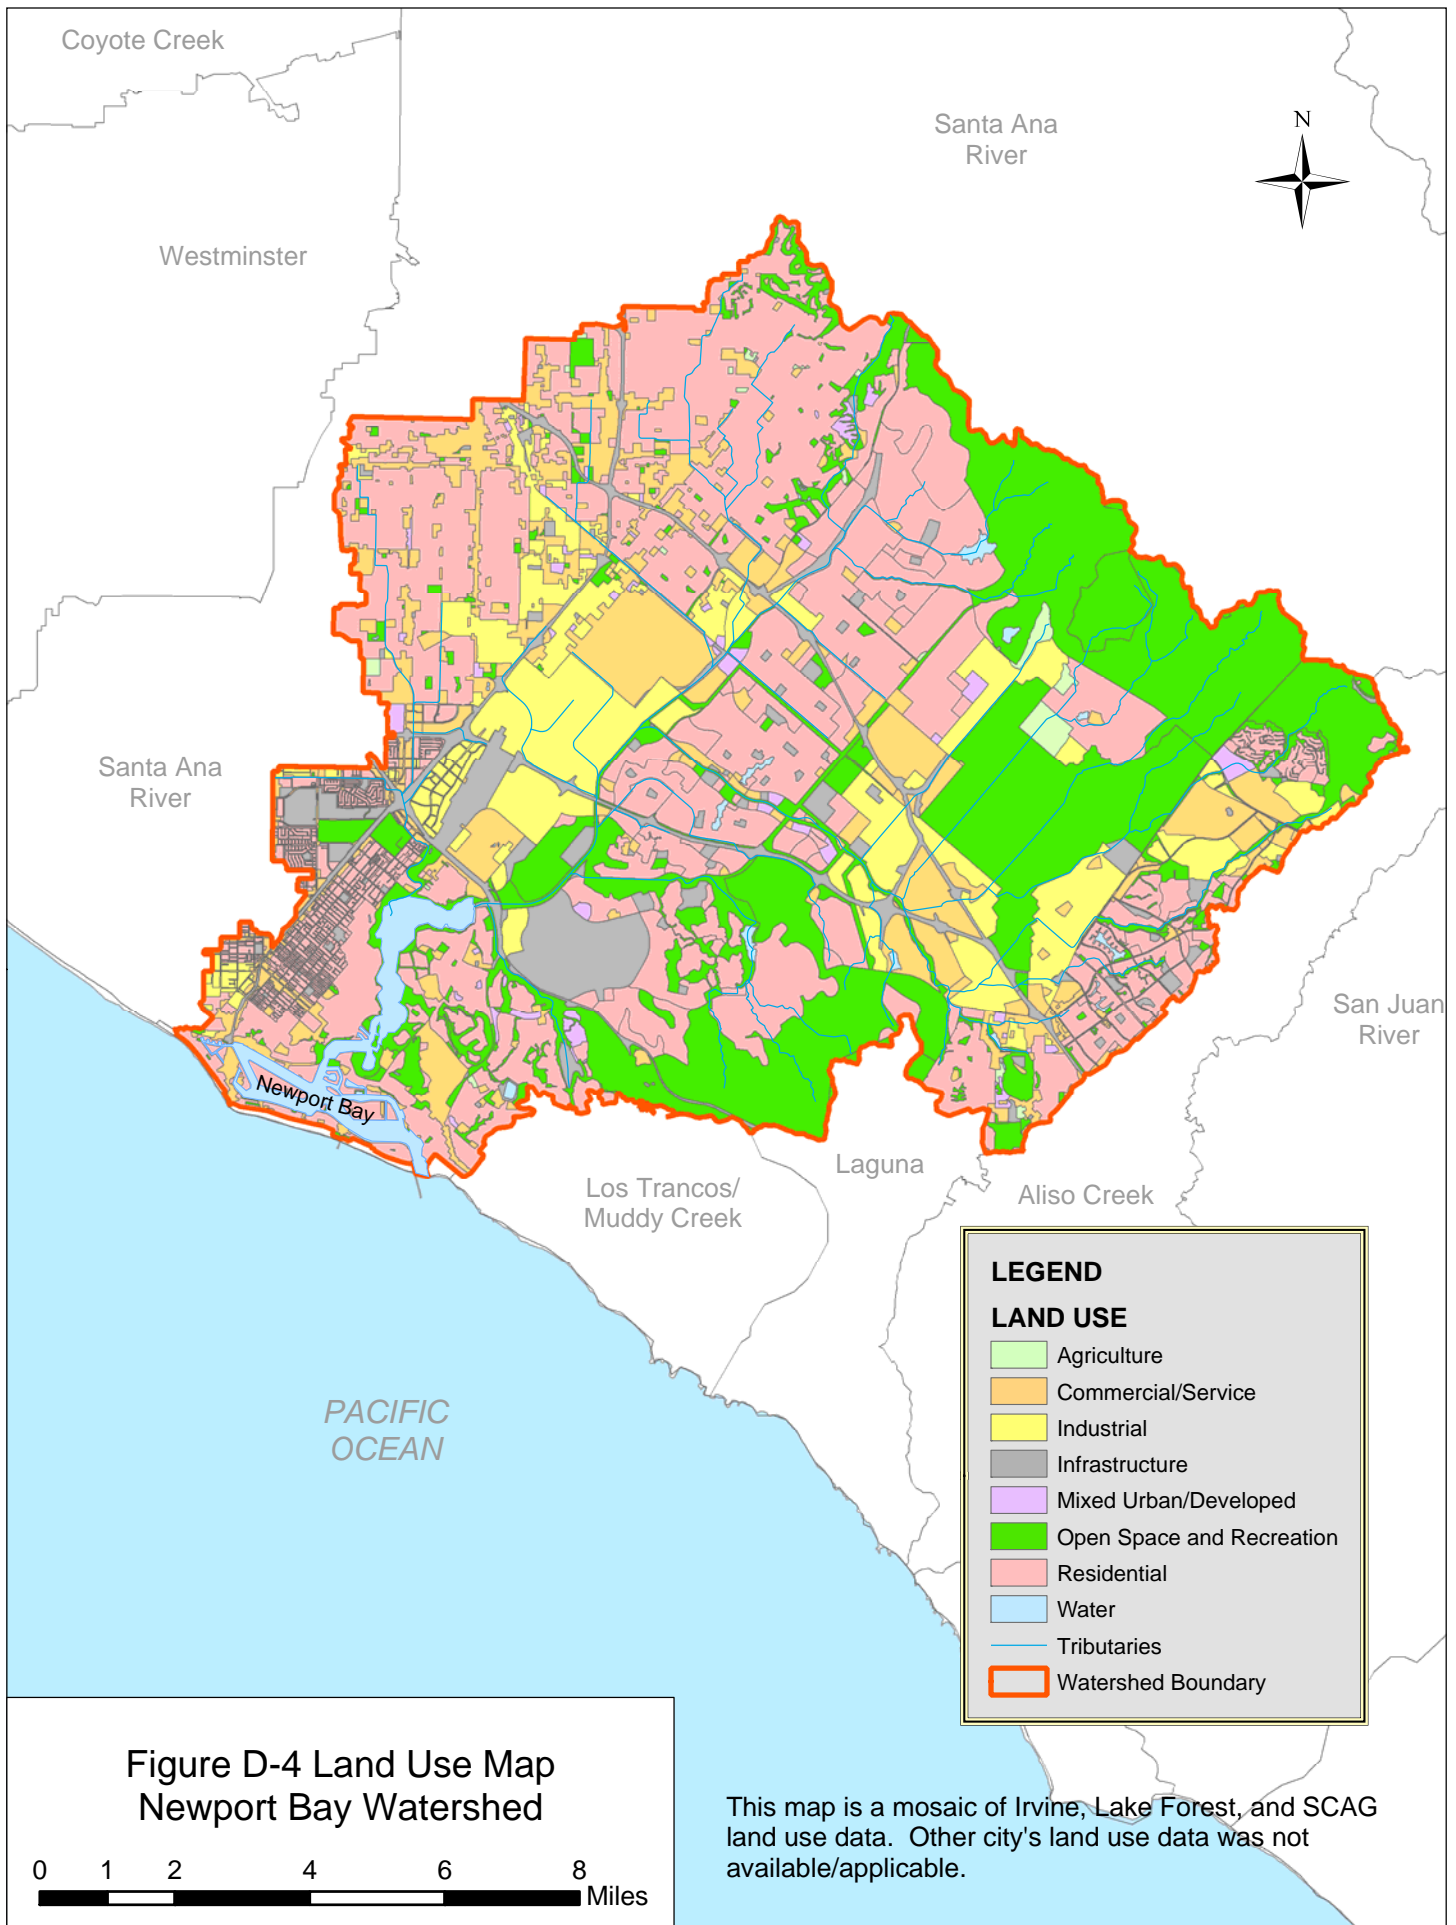 Coyote Creek
Santa Ana
River
N
Westminster
Santa Ana
River
San Juan
River
Newport Bay
Laguna
Los Trancos/
Muddy Creek
Aliso Creek
PACIFIC
OCEAN
LEGEND
LAND USE
Agriculture
Commercial/Service
Industrial
Infrastructure
Mixed Urban/Developed
Open Space and Recreation
Residential
Water
Tributaries
Watershed Boundary
Figure D-4 Land Use Map
Newport Bay Watershed
0 1 2 4 6 8
Miles
This map is a mosaic of Irvine, Lake Forest, and SCAG
land use data. Other city's land use data was not
available/applicable.